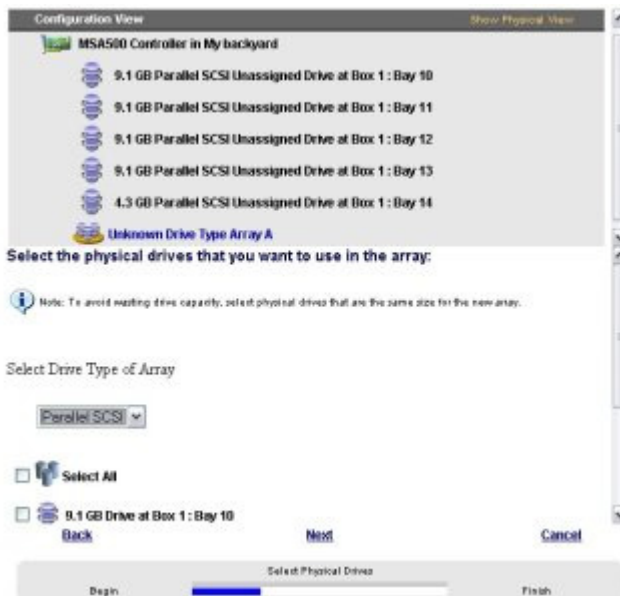 Configuration View Show Physical View
MSA500 Controller in My backyard
9.1 GB Parallel SCSI Unassigned Drive at Box 1 : Bay 10
9.1 GB Parallel SCSI Unassigned Drive at Box 1 : Bay 11
9.1 GB Parallel SCSI Unassigned Drive at Box 1 : Bay 12
9.1 GB Parallel SCSI Unassigned Drive at Box 1 : Bay 13
4.3 GB Parallel SCSI Unassigned Drive at Box 1 : Bay 14
Unknown Drive Type Array A
Select the physical drives that you want to use in the array:
Note: To avoid wasting drive capacity, select physical drives that are the same size for the new array.
Select Drive Type of Array
Parallel SCSI
Select All
9.1 GB Drive at Box 1 : Bay 10
Back Next Cancel
Select Physical Drives
Begin Finish